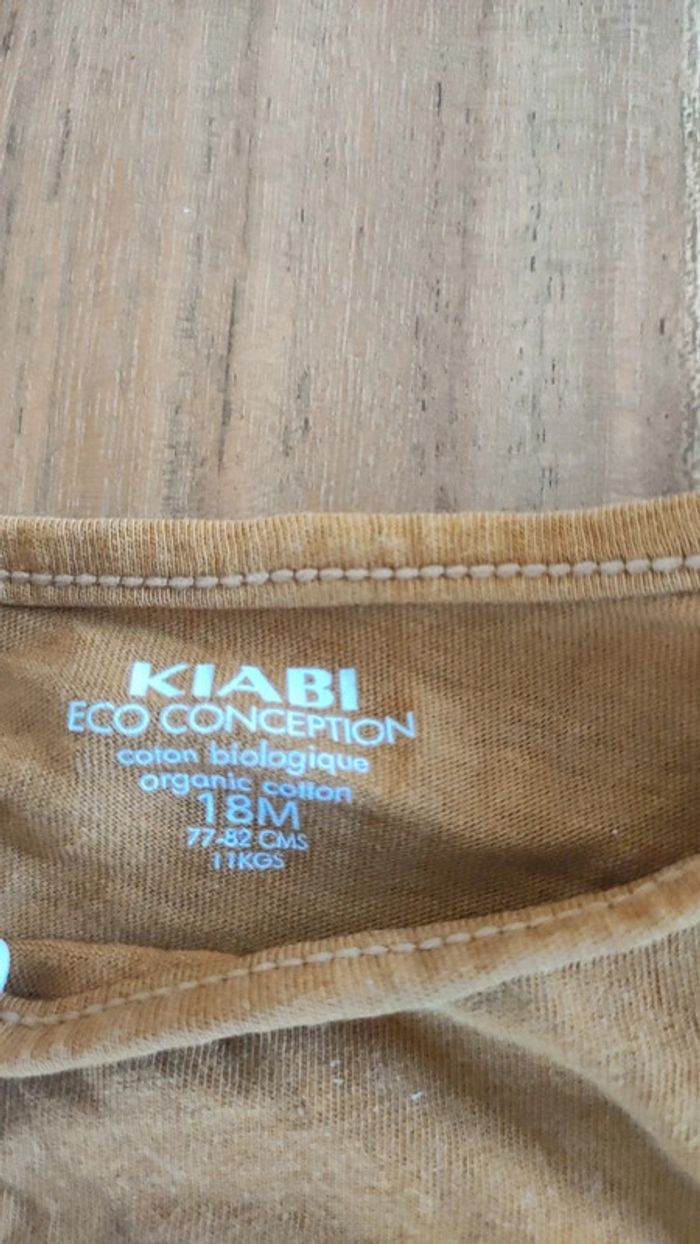 KIABI
ECO CONCEPTION
coton biologique
organic cotton
18M
77-82 CMS
11KGS